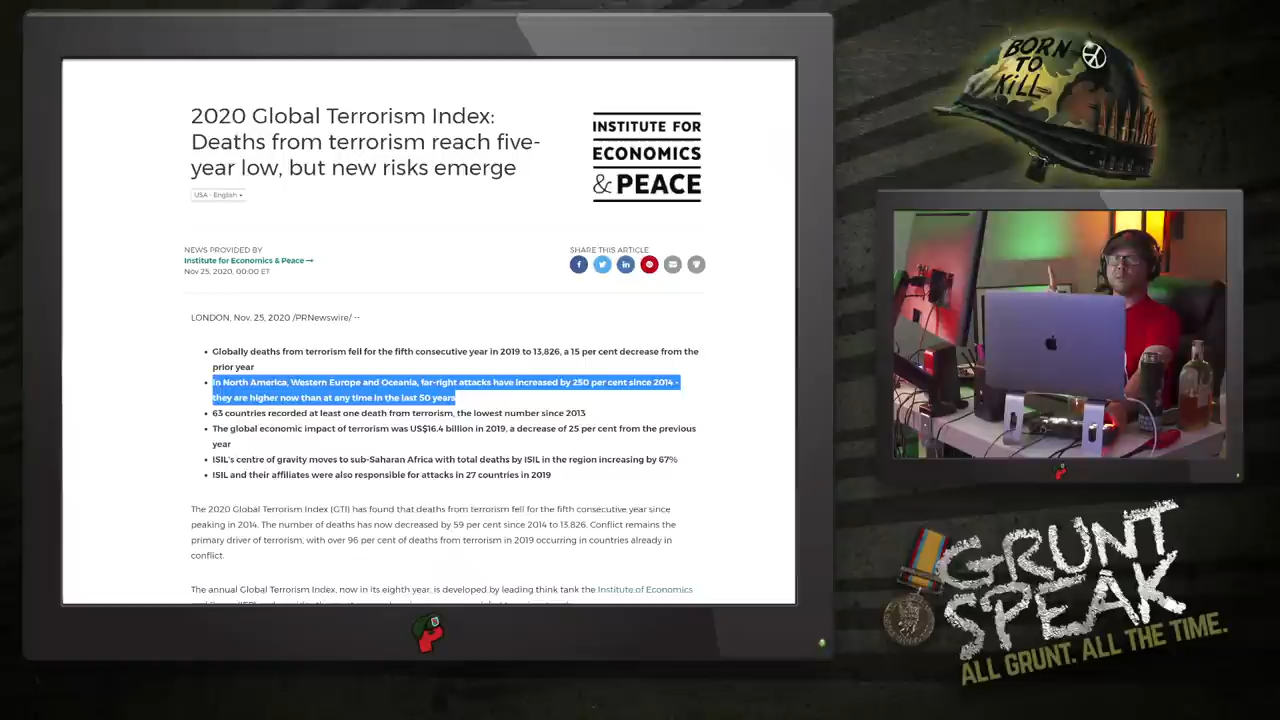 2020 Global Terrorism Index:
Deaths from terrorism reach five-
year low, but new risks emerge
USA - English
INSTITUTE FOR
ECONOMICS
& PEACE
NEWS PROVIDED BY
Institute for Economics & Peace
Nov 25, 2020, 00:00 ET
SHARE THIS ARTICLE
LONDON, Nov. 25, 2020 /PRNewswire/ --
Globally deaths from terrorism fell for the fifth consecutive year in 2019 to 13,826, a 15 per cent decrease from the
prior year
In North America, Western Europe and Oceania, far-right attacks have increased by 250 per cent since 2014 -
they are higher now than at any time in the last 50 years
63 countries recorded at least one death from terrorism, the lowest number since 2013
The global economic impact of terrorism was US$16.4 billion in 2019, a decrease of 25 per cent from the previous
year
ISIL's centre of gravity moves to sub-Saharan Africa with total deaths by ISIL in the region increasing by 67%
ISIL and their affiliates were also responsible for attacks in 27 countries in 2019
The 2020 Global Terrorism Index (GTI) has found that deaths from terrorism fell for the fifth consecutive year since
peaking in 2014. The number of deaths has now decreased by 59 per cent since 2014 to 13,826. Conflict remains the
primary driver of terrorism, with over 96 per cent of deaths from terrorism in 2019 occurring in countries already in
conflict.
The annual Global Terrorism Index, now in its eighth year, is developed by leading think tank the Institute of Economics
BORN
TO
KILL
GRUNT
SPEAK
ALL GRUNT. ALL THE TIME.